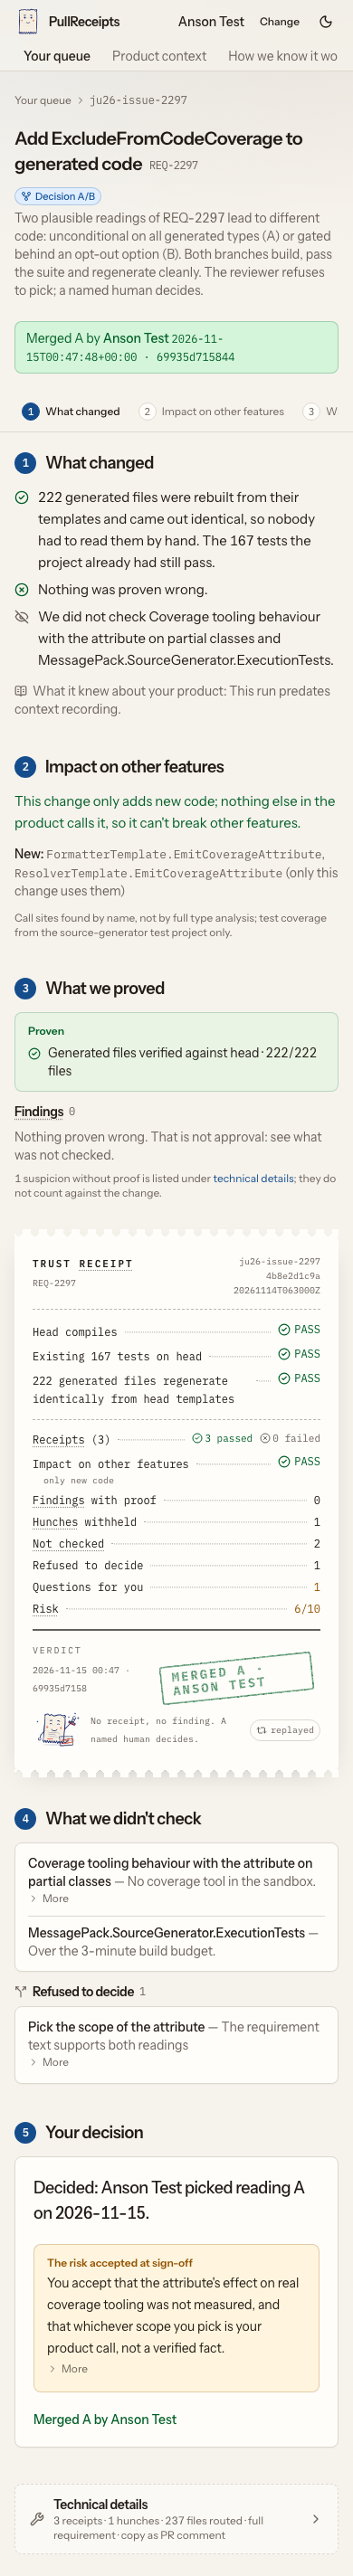 PullReceipts
Anson Test
Change
Your queue
Product context
How we know it wo
Your queue > ju26-issue-2297
Add ExcludeFromCodeCoverage to
generated code REQ-2297
Decision A/B
Two plausible readings of REQ-2297 lead to different
code: unconditional on all generated types (A) or gated
behind an opt-out option (B). Both branches build, pass
the suite and regenerate cleanly. The reviewer refuses
to pick; a named human decides.
Merged A by Anson Test 2026-11-
15T00:47:48+00:00 · 69935d715844
1 What changed
2 Impact on other features
3 W
1 What changed
222 generated files were rebuilt from their
templates and came out identical, so nobody
had to read them by hand. The 167 tests the
project already had still pass.
Nothing was proven wrong.
We did not check Coverage tooling behaviour
with the attribute on partial classes and
MessagePack.SourceGenerator.ExecutionTests.
What it knew about your product: This run predates
context recording.
2 Impact on other features
This change only adds new code; nothing else in the
product calls it, so it can't break other features.
New: FormatterTemplate.EmitCoverageAttribute,
ResolverTemplate.EmitCoverageAttribute (only this
change uses them)
Call sites found by name, not by full type analysis; test coverage
from the source-generator test project only.
3 What we proved
Proven
Generated files verified against head · 222/222
files
Findings 0
Nothing proven wrong. That is not approval: see what
was not checked.
1 suspicion without proof is listed under technical details; they do
not count against the change.
TRUST RECEIPT
ju26-issue-2297
REQ-2297
4b8e2d1c9a
20261114T063000Z
Head compiles PASS
Existing 167 tests on head PASS
222 generated files regenerate PASS
identically from head templates
Receipts (3) 3 passed 0 failed
Impact on other features PASS
only new code
Findings with proof 0
Hunches withheld 1
Not checked 2
Refused to decide 1
Questions for you 1
Risk 6/10
VERDICT
2026-11-15 00:47 ·
69935d7158
MERGED A ·
ANSON TEST
No receipt, no finding. A
named human decides.
replayed
4 What we didn't check
Coverage tooling behaviour with the attribute on
partial classes — No coverage tool in the sandbox.
> More
MessagePack.SourceGenerator.ExecutionTests —
Over the 3-minute build budget.
Refused to decide 1
Pick the scope of the attribute — The requirement
text supports both readings
> More
5 Your decision
Decided: Anson Test picked reading A
on 2026-11-15.
The risk accepted at sign-off
You accept that the attribute's effect on real
coverage tooling was not measured, and
that whichever scope you pick is your
product call, not a verified fact.
> More
Merged A by Anson Test
Technical details
3 receipts · 1 hunches · 237 files routed · full
requirement · copy as PR comment